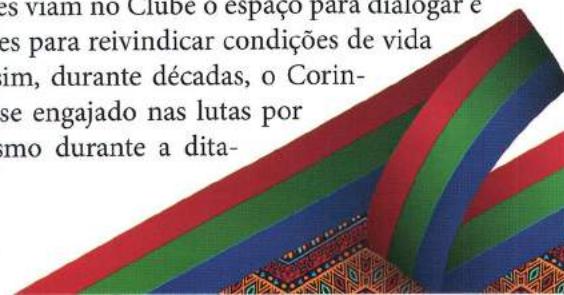 es viam no Clube o espaço para dialogar e
es para reivindicar condições de vida
sim, durante décadas, o Corin-
se engajado nas lutas por
smo durante a dita-